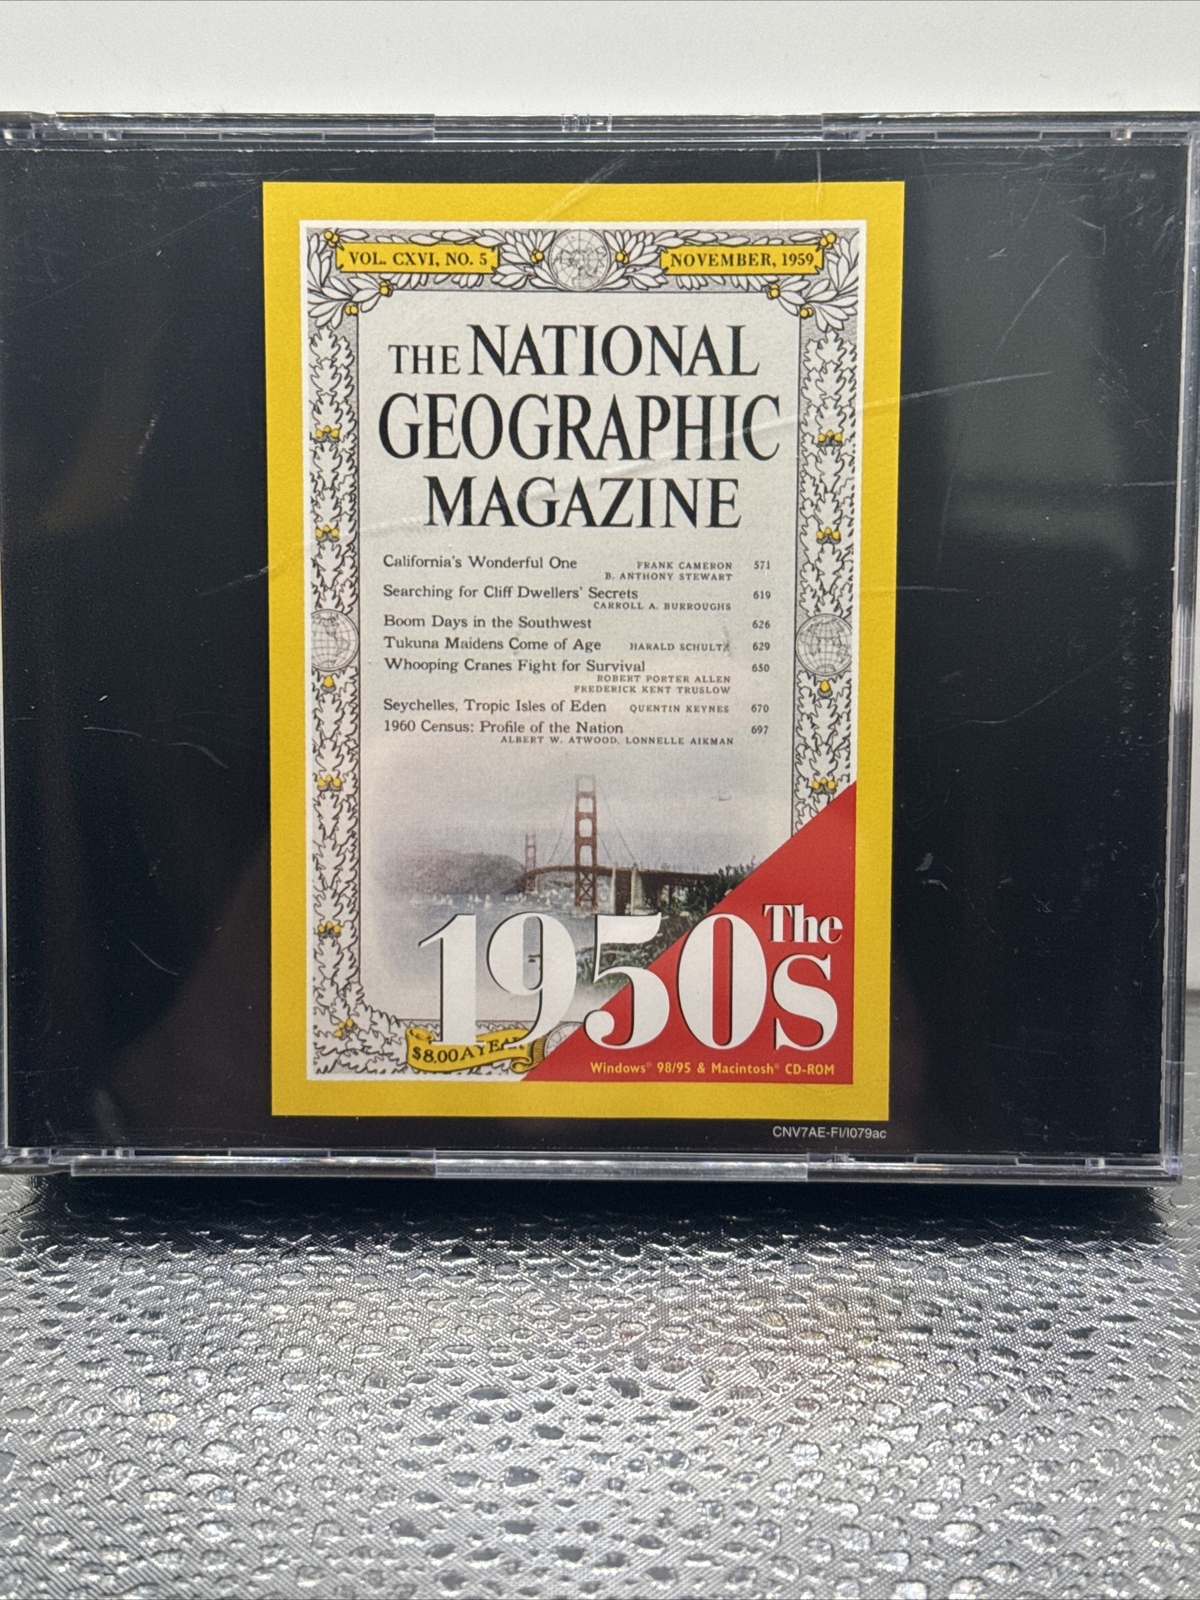 VOL. CXVI, NO. 5
NOVEMBER, 1959
THE NATIONAL
GEOGRAPHIC
MAGAZINE
California's Wonderful One FRANK CAMERON 571
B. ANTHONY STEWART
Searching for Cliff Dwellers' Secrets 619
CARROLL A. BURROUGHS
Boom Days in the Southwest 626
Tukuna Maidens Come of Age HARALD SCHULTZ 629
Whooping Cranes Fight for Survival 650
ROBERT PORTER ALLEN
FREDERICK KENT TRUSLOW
Seychelles, Tropic Isles of Eden QUENTIN KEYNES 670
1960 Census: Profile of the Nation 697
ALBERT W. ATWOOD, LONNELLE AIKMAN
The
1950s
$8.00 A YEAR
Windows® 98/95 & Macintosh® CD-ROM
CNV7AE-FI/I079ac